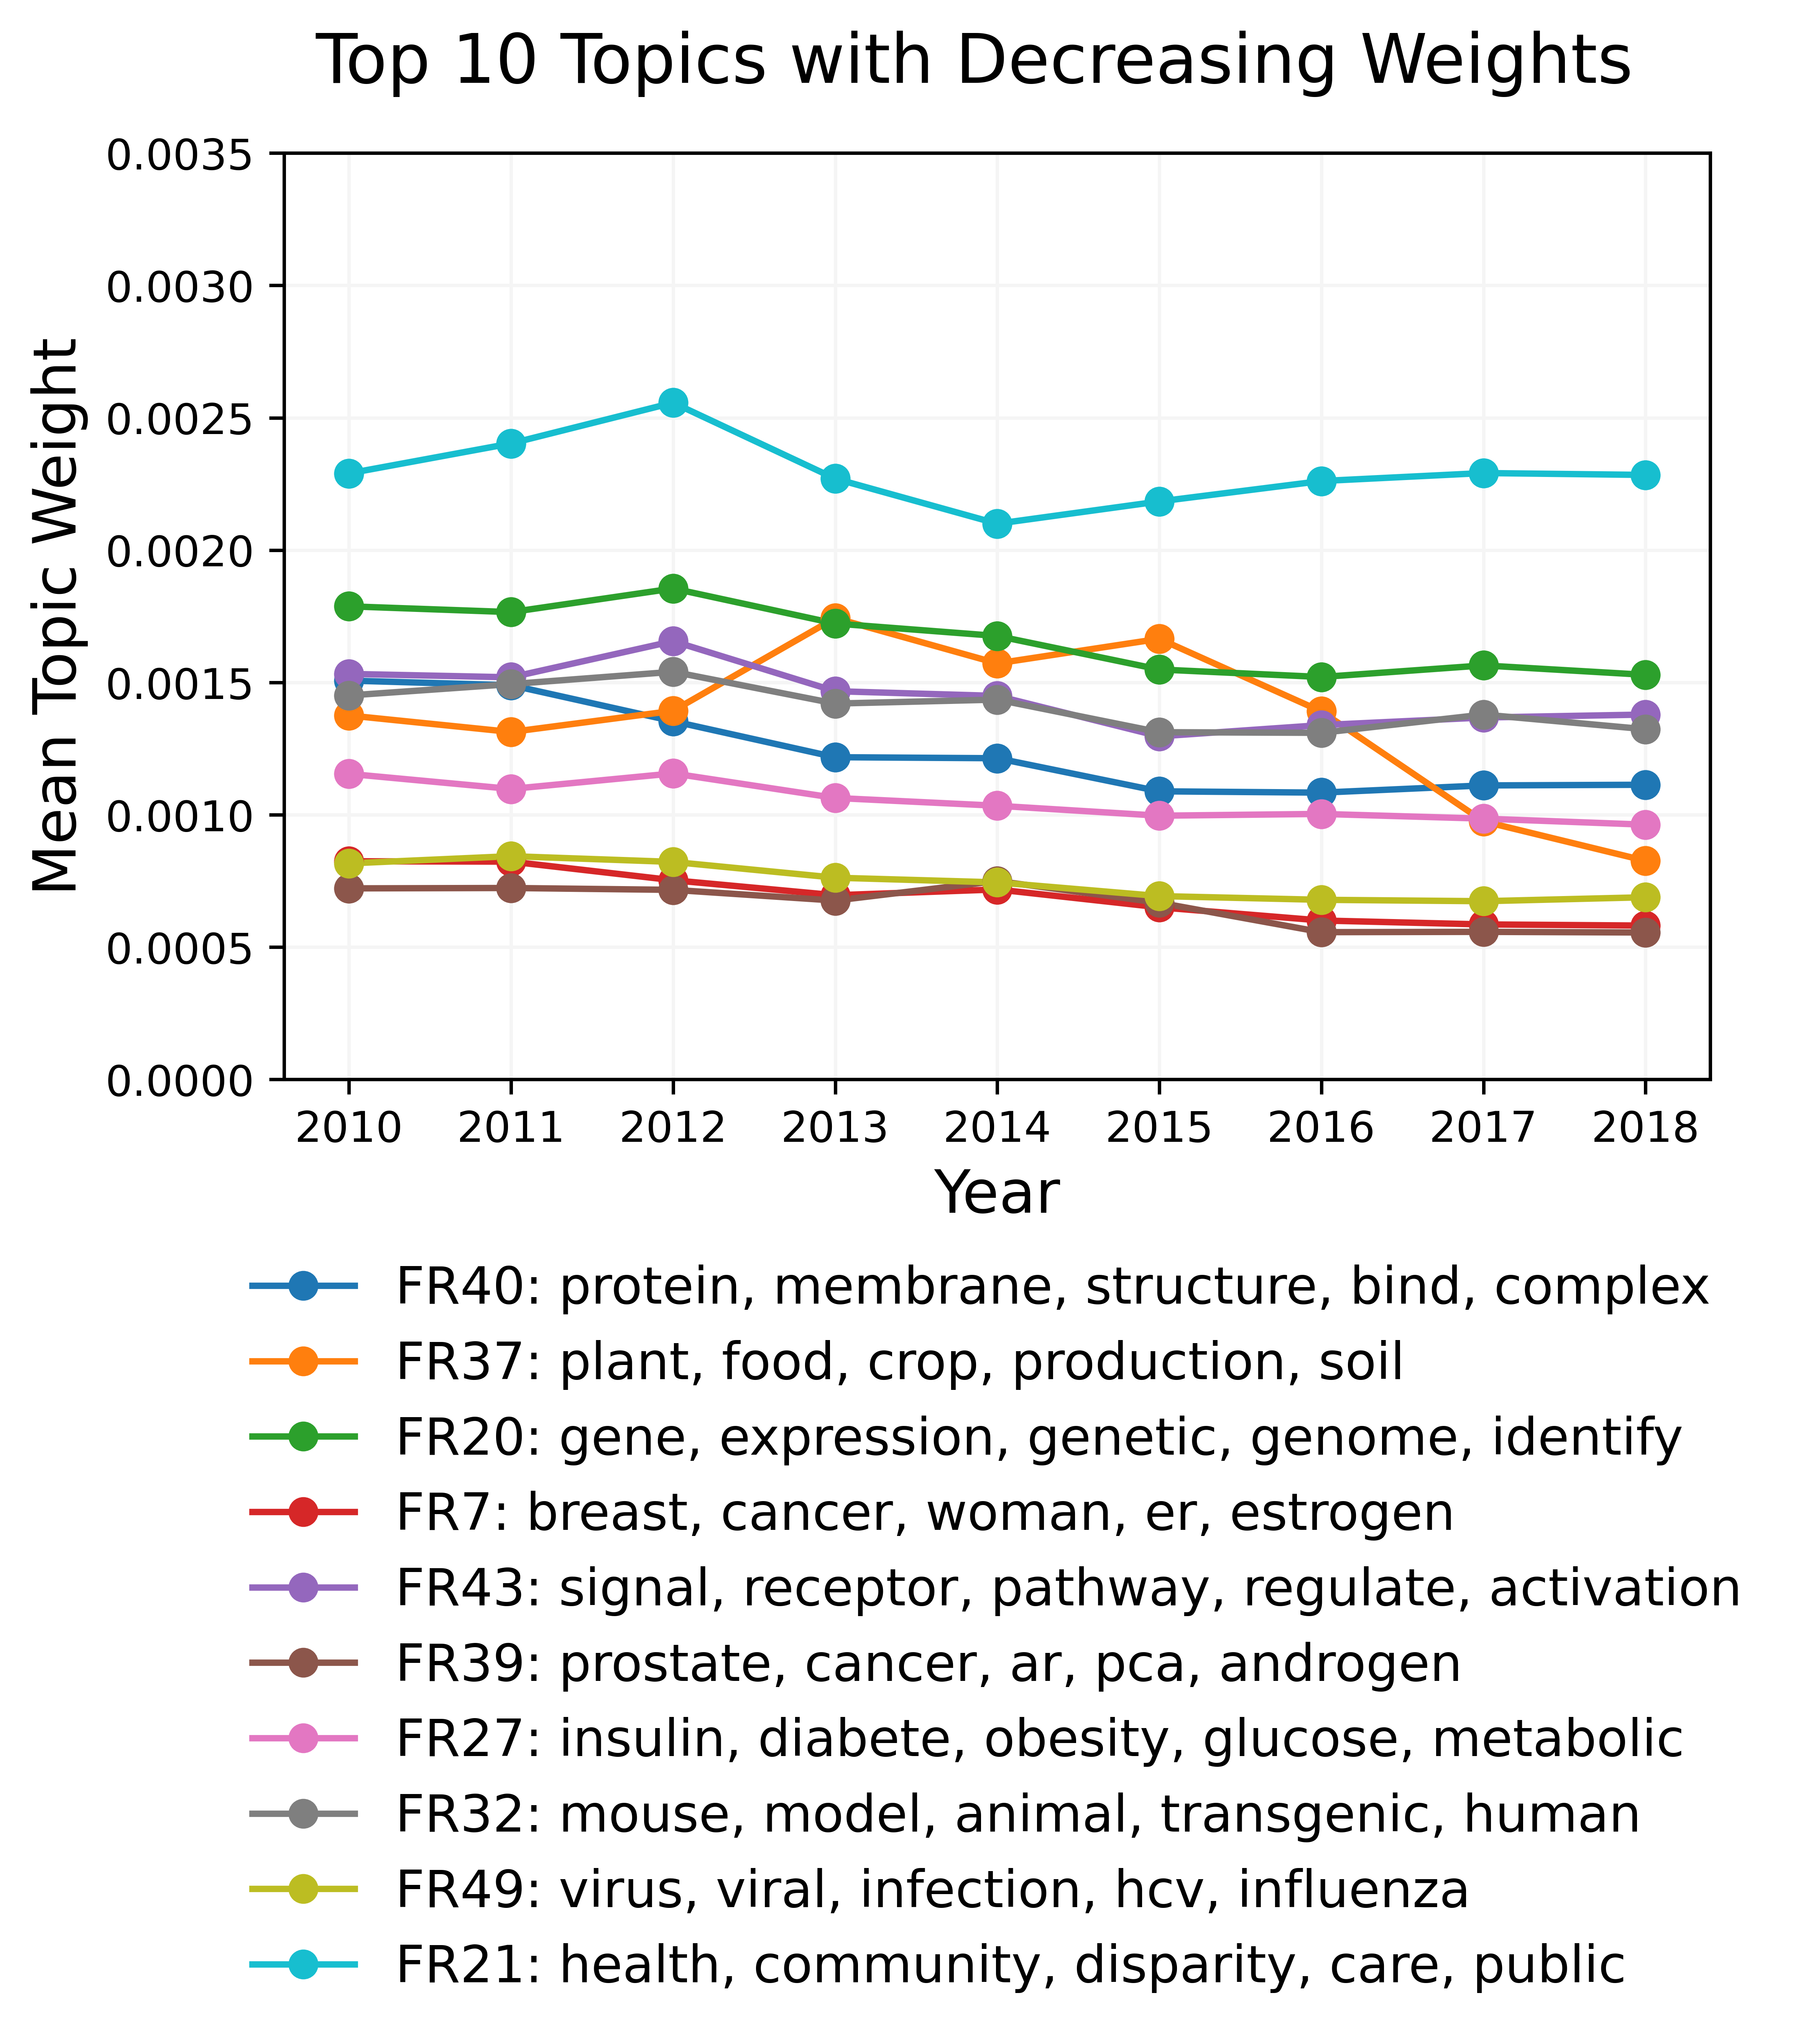 Top 10 Topics with Decreasing Weights
0.0035
0.0030
0.0025
0.0020
0.0015
0.0010
0.0005
0.0000
Mean Topic Weight
2010 2011 2012 2013 2014 2015 2016 2017 2018
Year
FR40: protein, membrane, structure, bind, complex
FR37: plant, food, crop, production, soil
FR20: gene, expression, genetic, genome, identify
FR7: breast, cancer, woman, er, estrogen
FR43: signal, receptor, pathway, regulate, activation
FR39: prostate, cancer, ar, pca, androgen
FR27: insulin, diabete, obesity, glucose, metabolic
FR32: mouse, model, animal, transgenic, human
FR49: virus, viral, infection, hcv, influenza
FR21: health, community, disparity, care, public